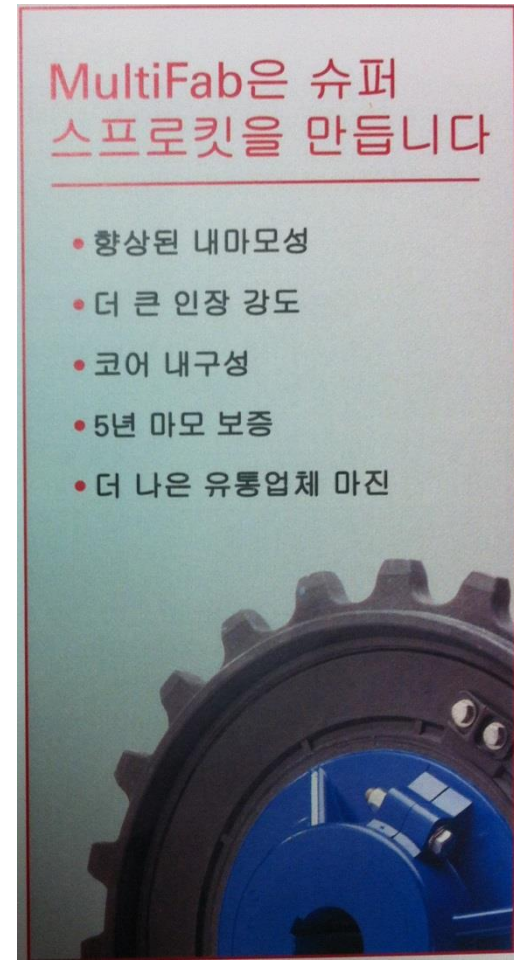 MultiFab은 슈퍼
스프로킷을 만듭니다
• 향상된 내마모성
• 더 큰 인장 강도
• 코어 내구성
• 5년 마모 보증
• 더 나은 유통업체 마진